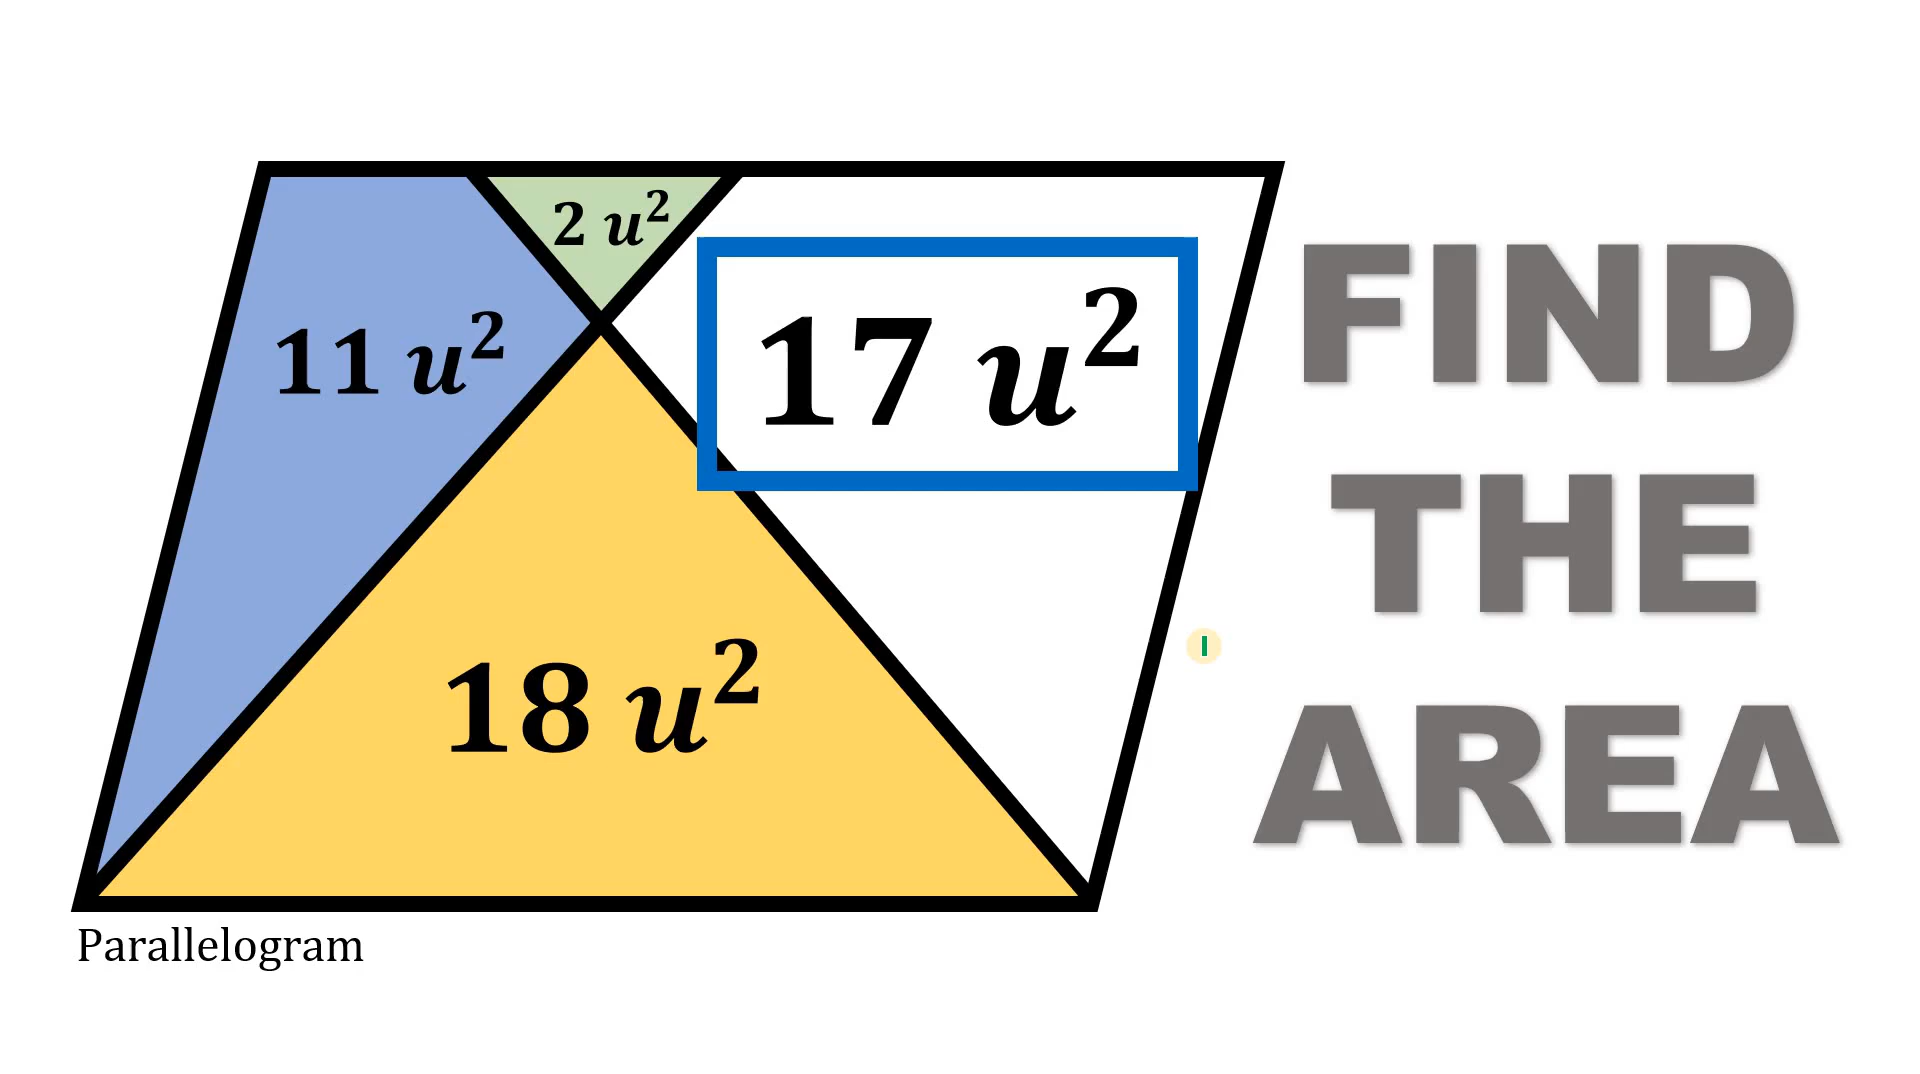 2 u²
11 u²
17 u²
18 u²
FIND
THE
AREA
Parallelogram